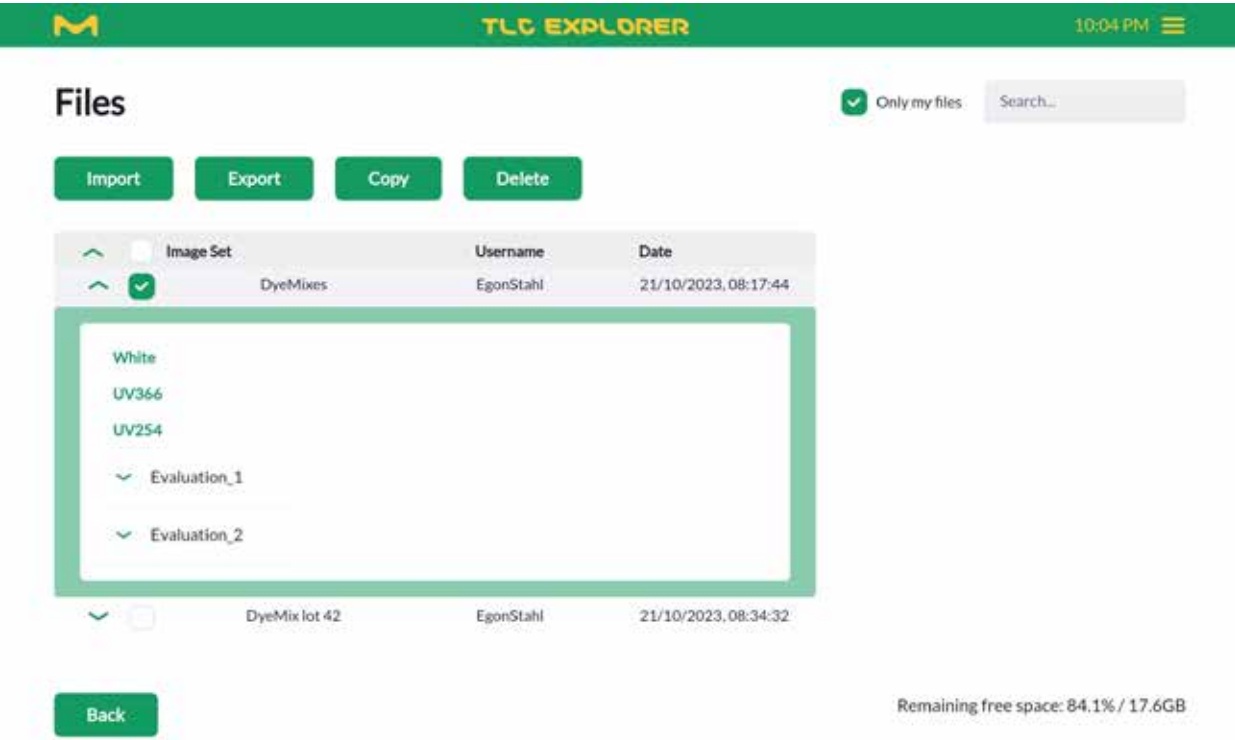 TLC EXPLORER 10:04 PM
Files
Only my files Search...
Import Export Copy Delete
Image Set Username Date
DyeMixes EgonStahl 21/10/2023, 08:17:44
White
UV366
UV254
Evaluation_1
Evaluation_2
DyeMix lot 42 EgonStahl 21/10/2023, 08:34:32
Back Remaining free space: 84.1% / 17.6GB